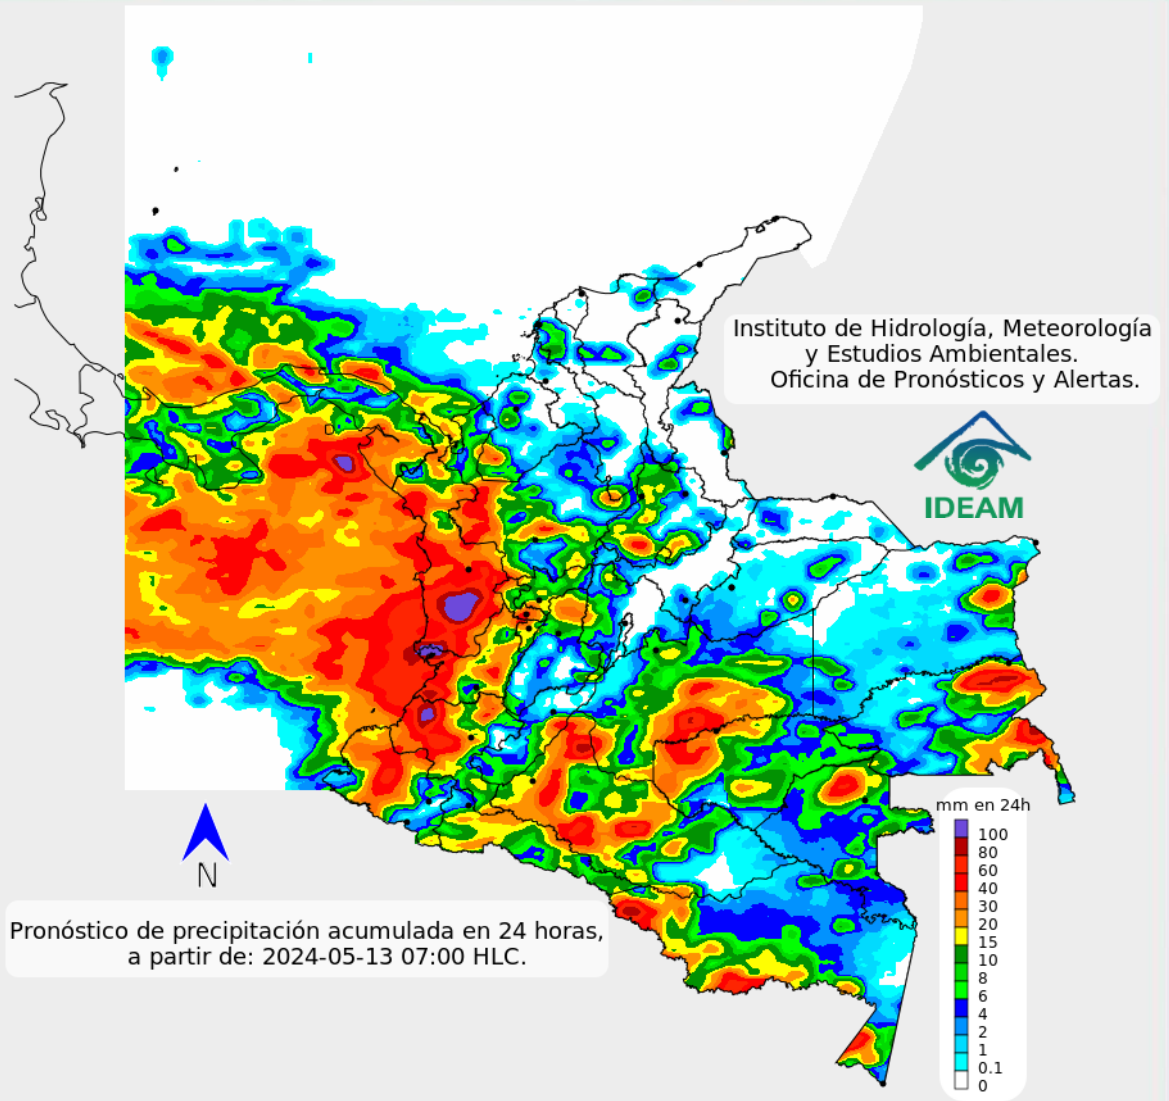 Instituto de Hidrología, Meteorología
y Estudios Ambientales.
Oficina de Pronósticos y Alertas.
IDEAM
mm en 24h
100
80
60
40
30
20
15
10
8
6
4
2
1
0.1
0
N
Pronóstico de precipitación acumulada en 24 horas,
a partir de: 2024-05-13 07:00 HLC.